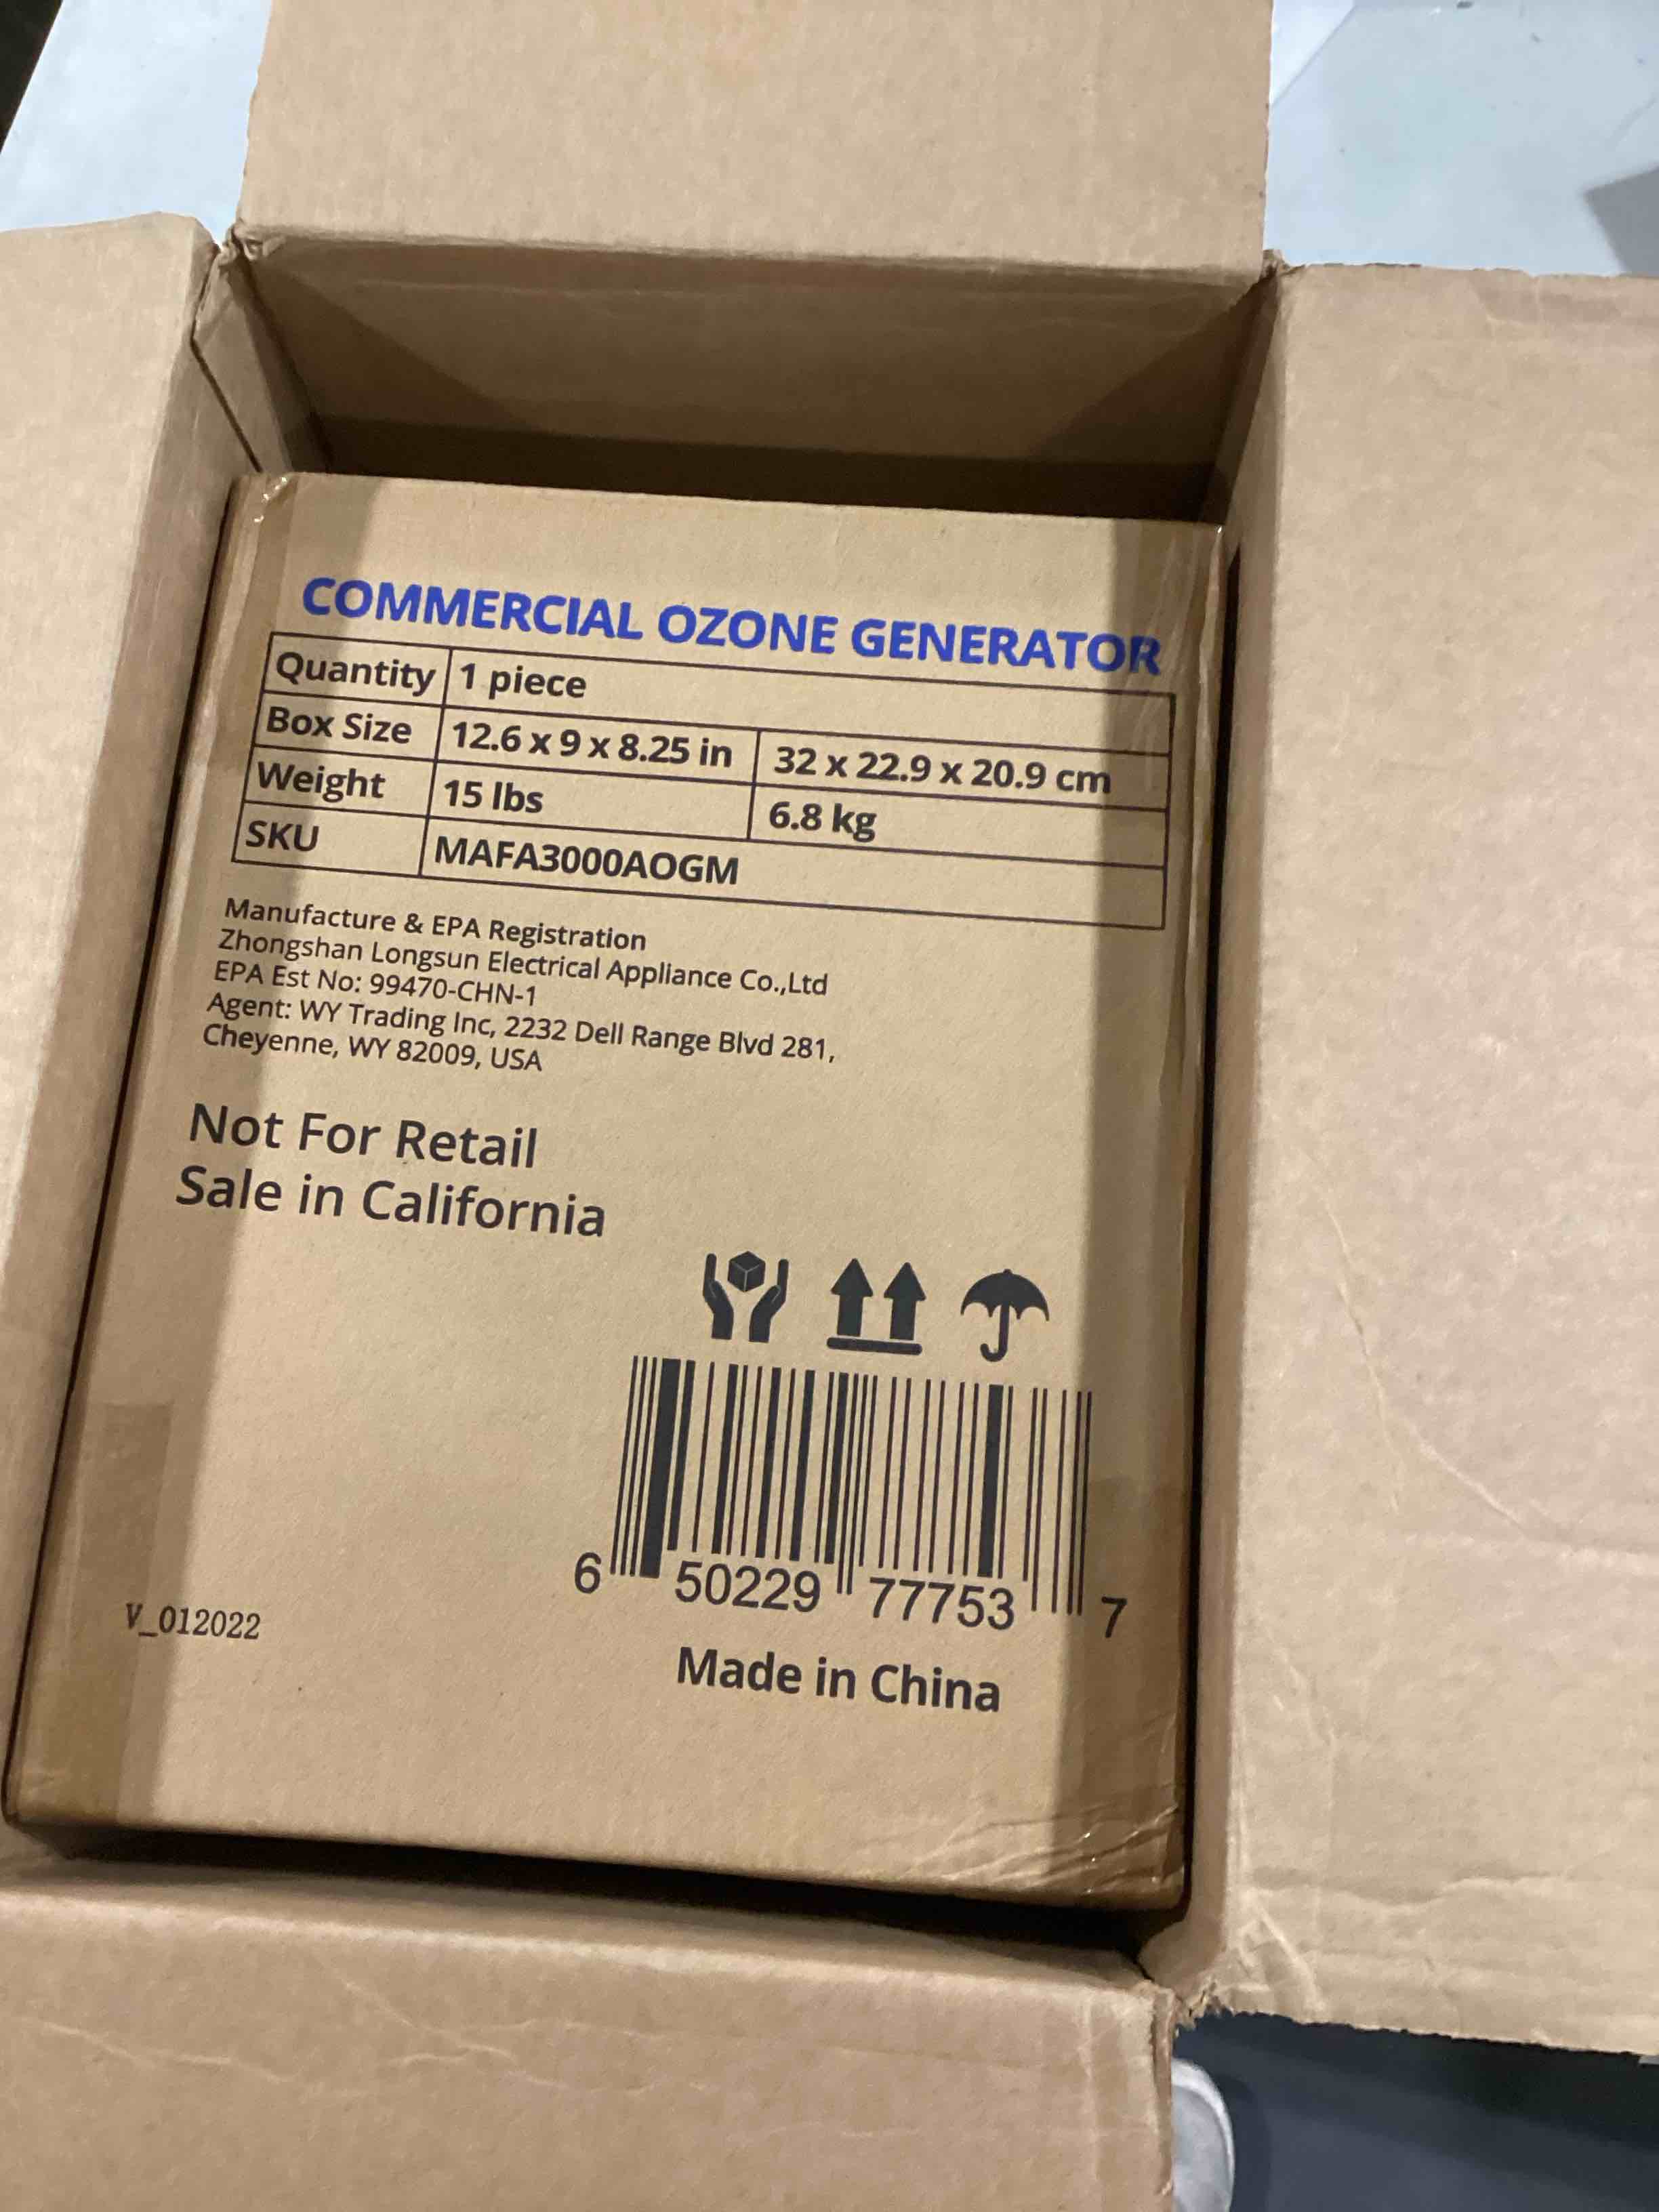 COMMERCIAL OZONE GENERATOR
Quantity 1 piece
Box Size 12.6 x 9 x 8.25 in 32 x 22.9 x 20.9 cm
Weight 15 lbs 6.8 kg
SKU MAFA3000AOGM
Manufacture & EPA Registration
Zhongshan Longsun Electrical Appliance Co.,Ltd
EPA Est No: 99470-CHN-1
Agent: WY Trading Inc, 2232 Dell Range Blvd 281,
Cheyenne, WY 82009, USA
Not For Retail
Sale in California
6 50229 77753 7
V_012022
Made in China